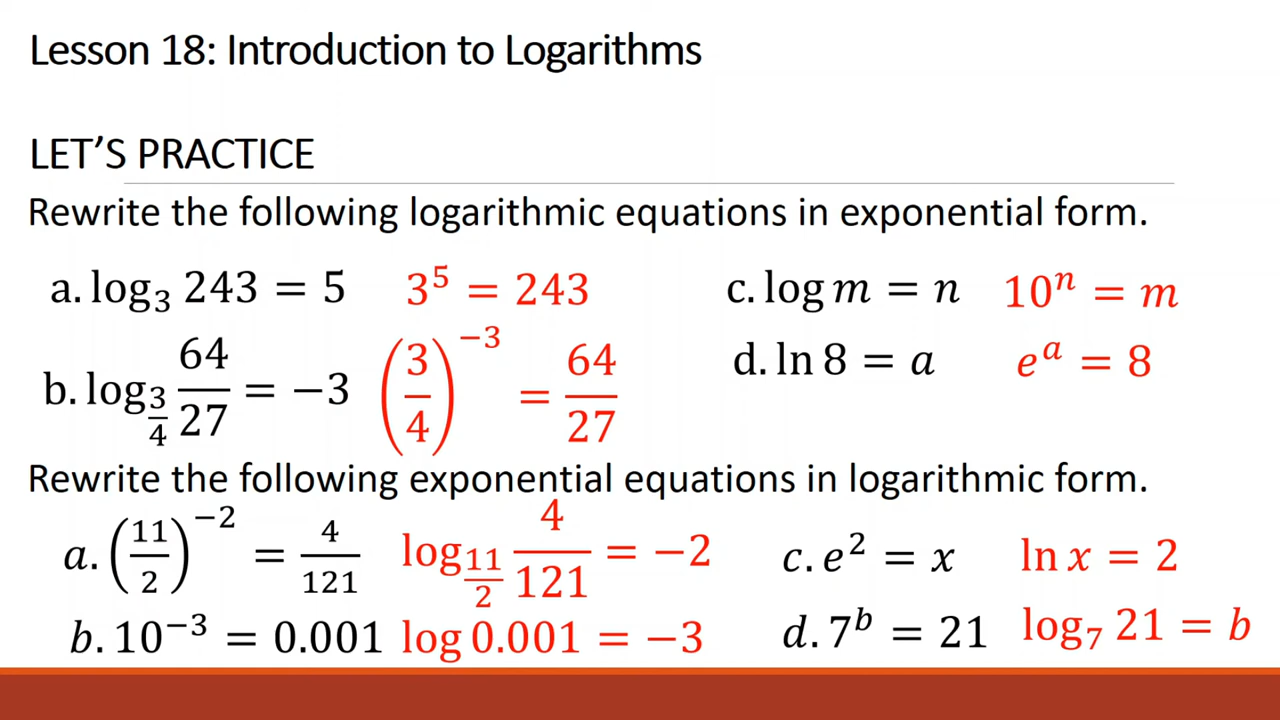 Lesson 18: Introduction to Logarithms
LET'S PRACTICE
Rewrite the following logarithmic equations in exponential form.
a. log₃ 243 = 5 3⁵ = 243 c. log m = n 10ⁿ = m
b. log_(3/4) 64/27 = −3 (3/4)⁻³ = 64/27 d. ln 8 = a eᵃ = 8
Rewrite the following exponential equations in logarithmic form.
a. (11/2)⁻² = 4/121 log_(11/2) 4/121 = −2 c. e² = x ln x = 2
b. 10⁻³ = 0.001 log 0.001 = −3 d. 7ᵇ = 21 log₇ 21 = b